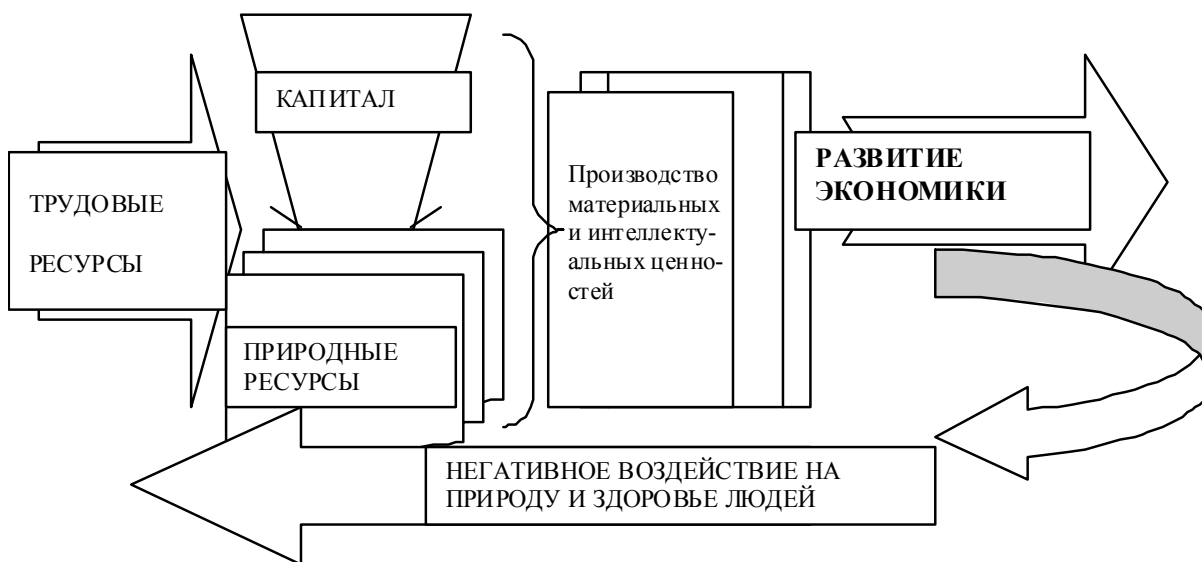 КАПИТАЛ
ТРУДОВЫЕ
РЕСУРСЫ
ПРИРОДНЫЕ
РЕСУРСЫ
Производство
материальных
и интеллекту-
альных ценно-
стей
РАЗВИТИЕ
ЭКОНОМИКИ
НЕГАТИВНОЕ ВОЗДЕЙСТВИЕ НА
ПРИРОДУ И ЗДОРОВЬЕ ЛЮДЕЙ